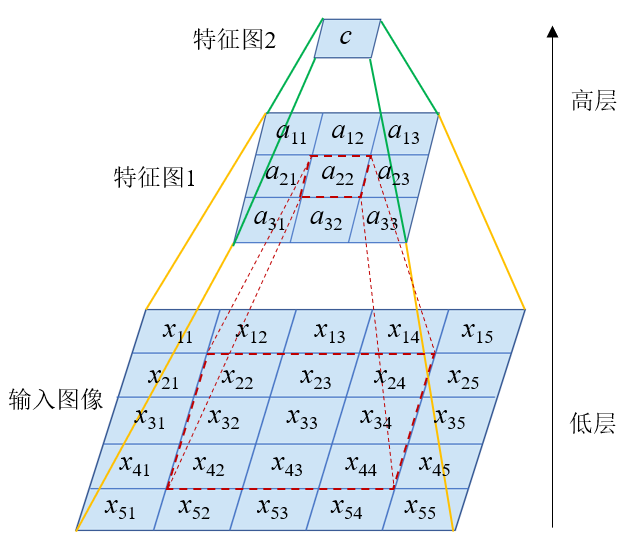 特征图2
c
高层
a11 a12 a13
特征图1
a21 a22 a23
a31 a32 a33
x11 x12 x13 x14 x15
x21 x22 x23 x24 x25
输入图像
x31 x32 x33 x34 x35
低层
x41 x42 x43 x44 x45
x51 x52 x53 x54 x55